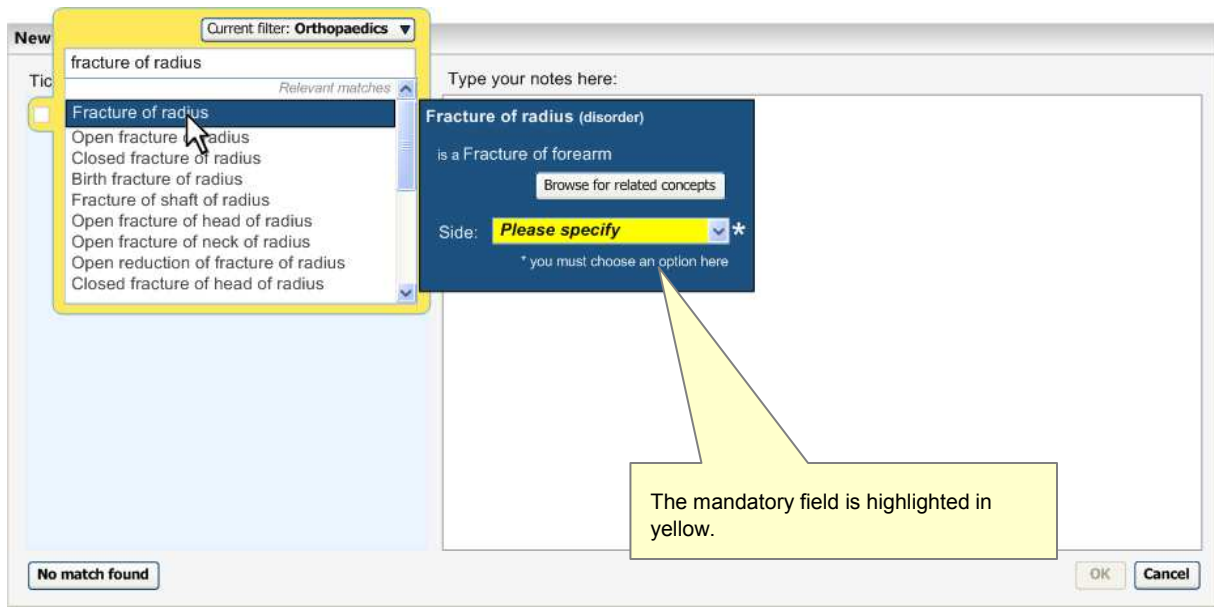 New
Current filter: Orthopaedics
fracture of radius
Tic
Relevant matches
Type your notes here:
Fracture of radius
Open fracture of radius
Closed fracture of radius
Birth fracture of radius
Fracture of shaft of radius
Open fracture of head of radius
Open fracture of neck of radius
Open reduction of fracture of radius
Closed fracture of head of radius
Fracture of radius (disorder)
is a Fracture of forearm
Browse for related concepts
Side: Please specify *
* you must choose an option here
The mandatory field is highlighted in
yellow.
No match found
OK
Cancel